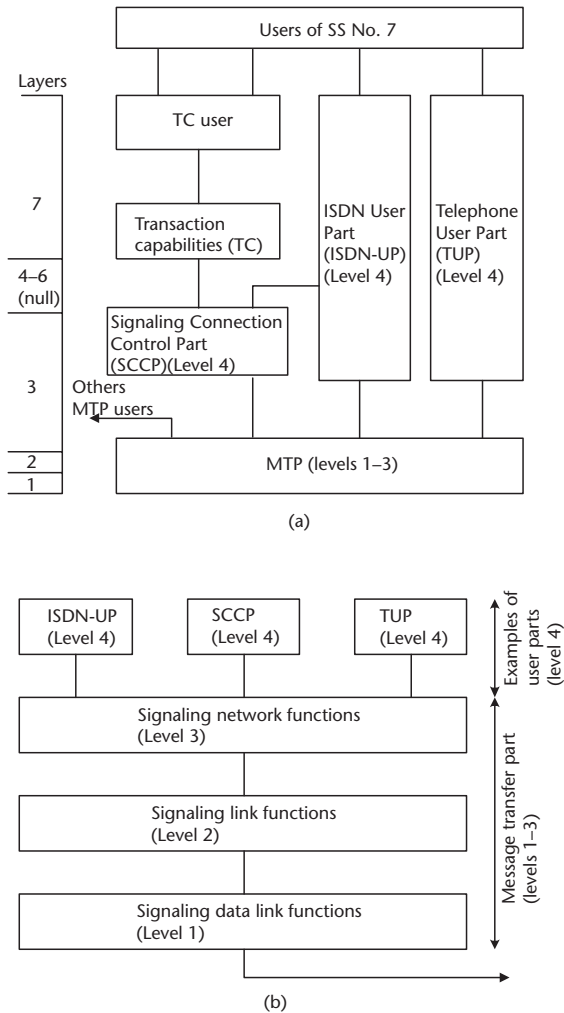 Users of SS No. 7
Layers
TC user
7
Transaction
capabilities (TC)
ISDN User
Part
(ISDN-UP)
(Level 4)
Telephone
User Part
(TUP)
(Level 4)
4–6
(null)
Signaling Connection
Control Part
(SCCP)(Level 4)
3
Others
MTP users
2
1
MTP (levels 1–3)
(a)
ISDN-UP
(Level 4)
SCCP
(Level 4)
TUP
(Level 4)
Examples of
user parts
(level 4)
Signaling network functions
(Level 3)
Signaling link functions
(Level 2)
Message transfer part
(levels 1–3)
Signaling data link functions
(Level 1)
(b)